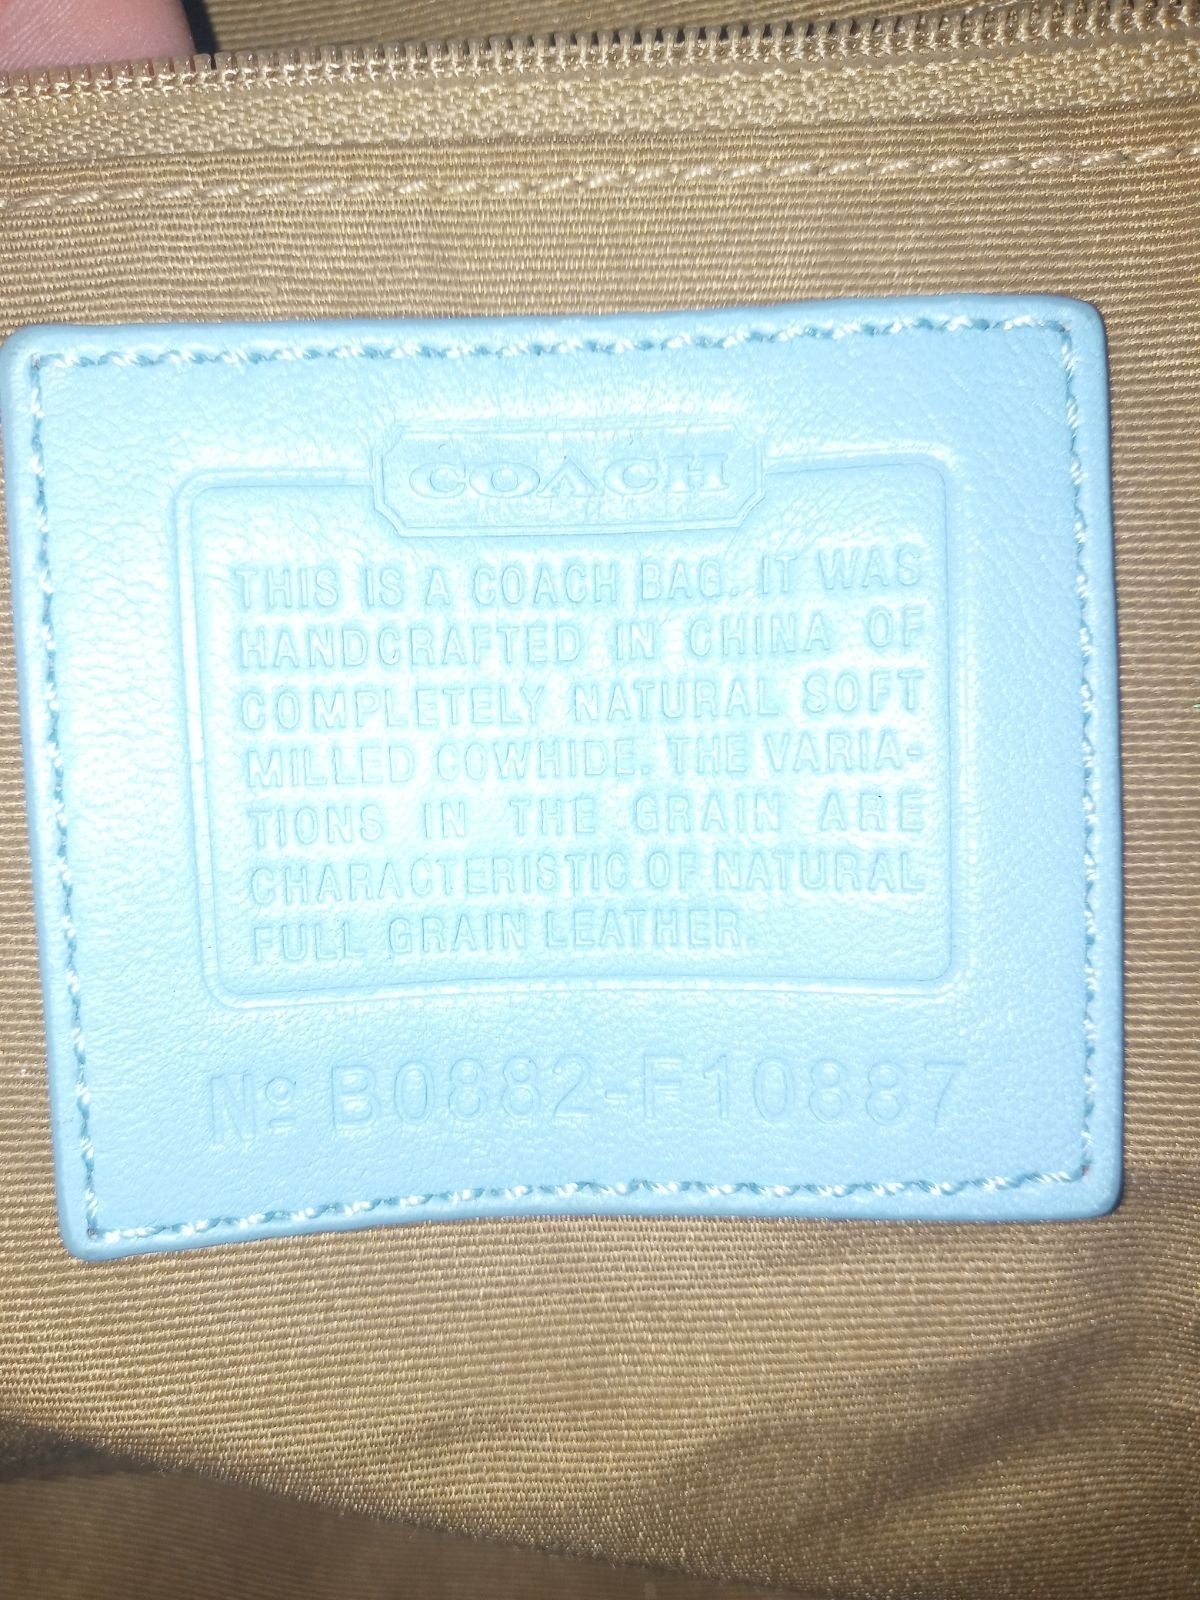 COACH
THIS IS A COACH BAG. IT WAS
HANDCRAFTED IN CHINA OF
COMPLETELY NATURAL SOFT
MILLED COWHIDE. THE VARIA-
TIONS IN THE GRAIN ARE
CHARACTERISTIC OF NATURAL
FULL GRAIN LEATHER.
Nº B0882-F10887